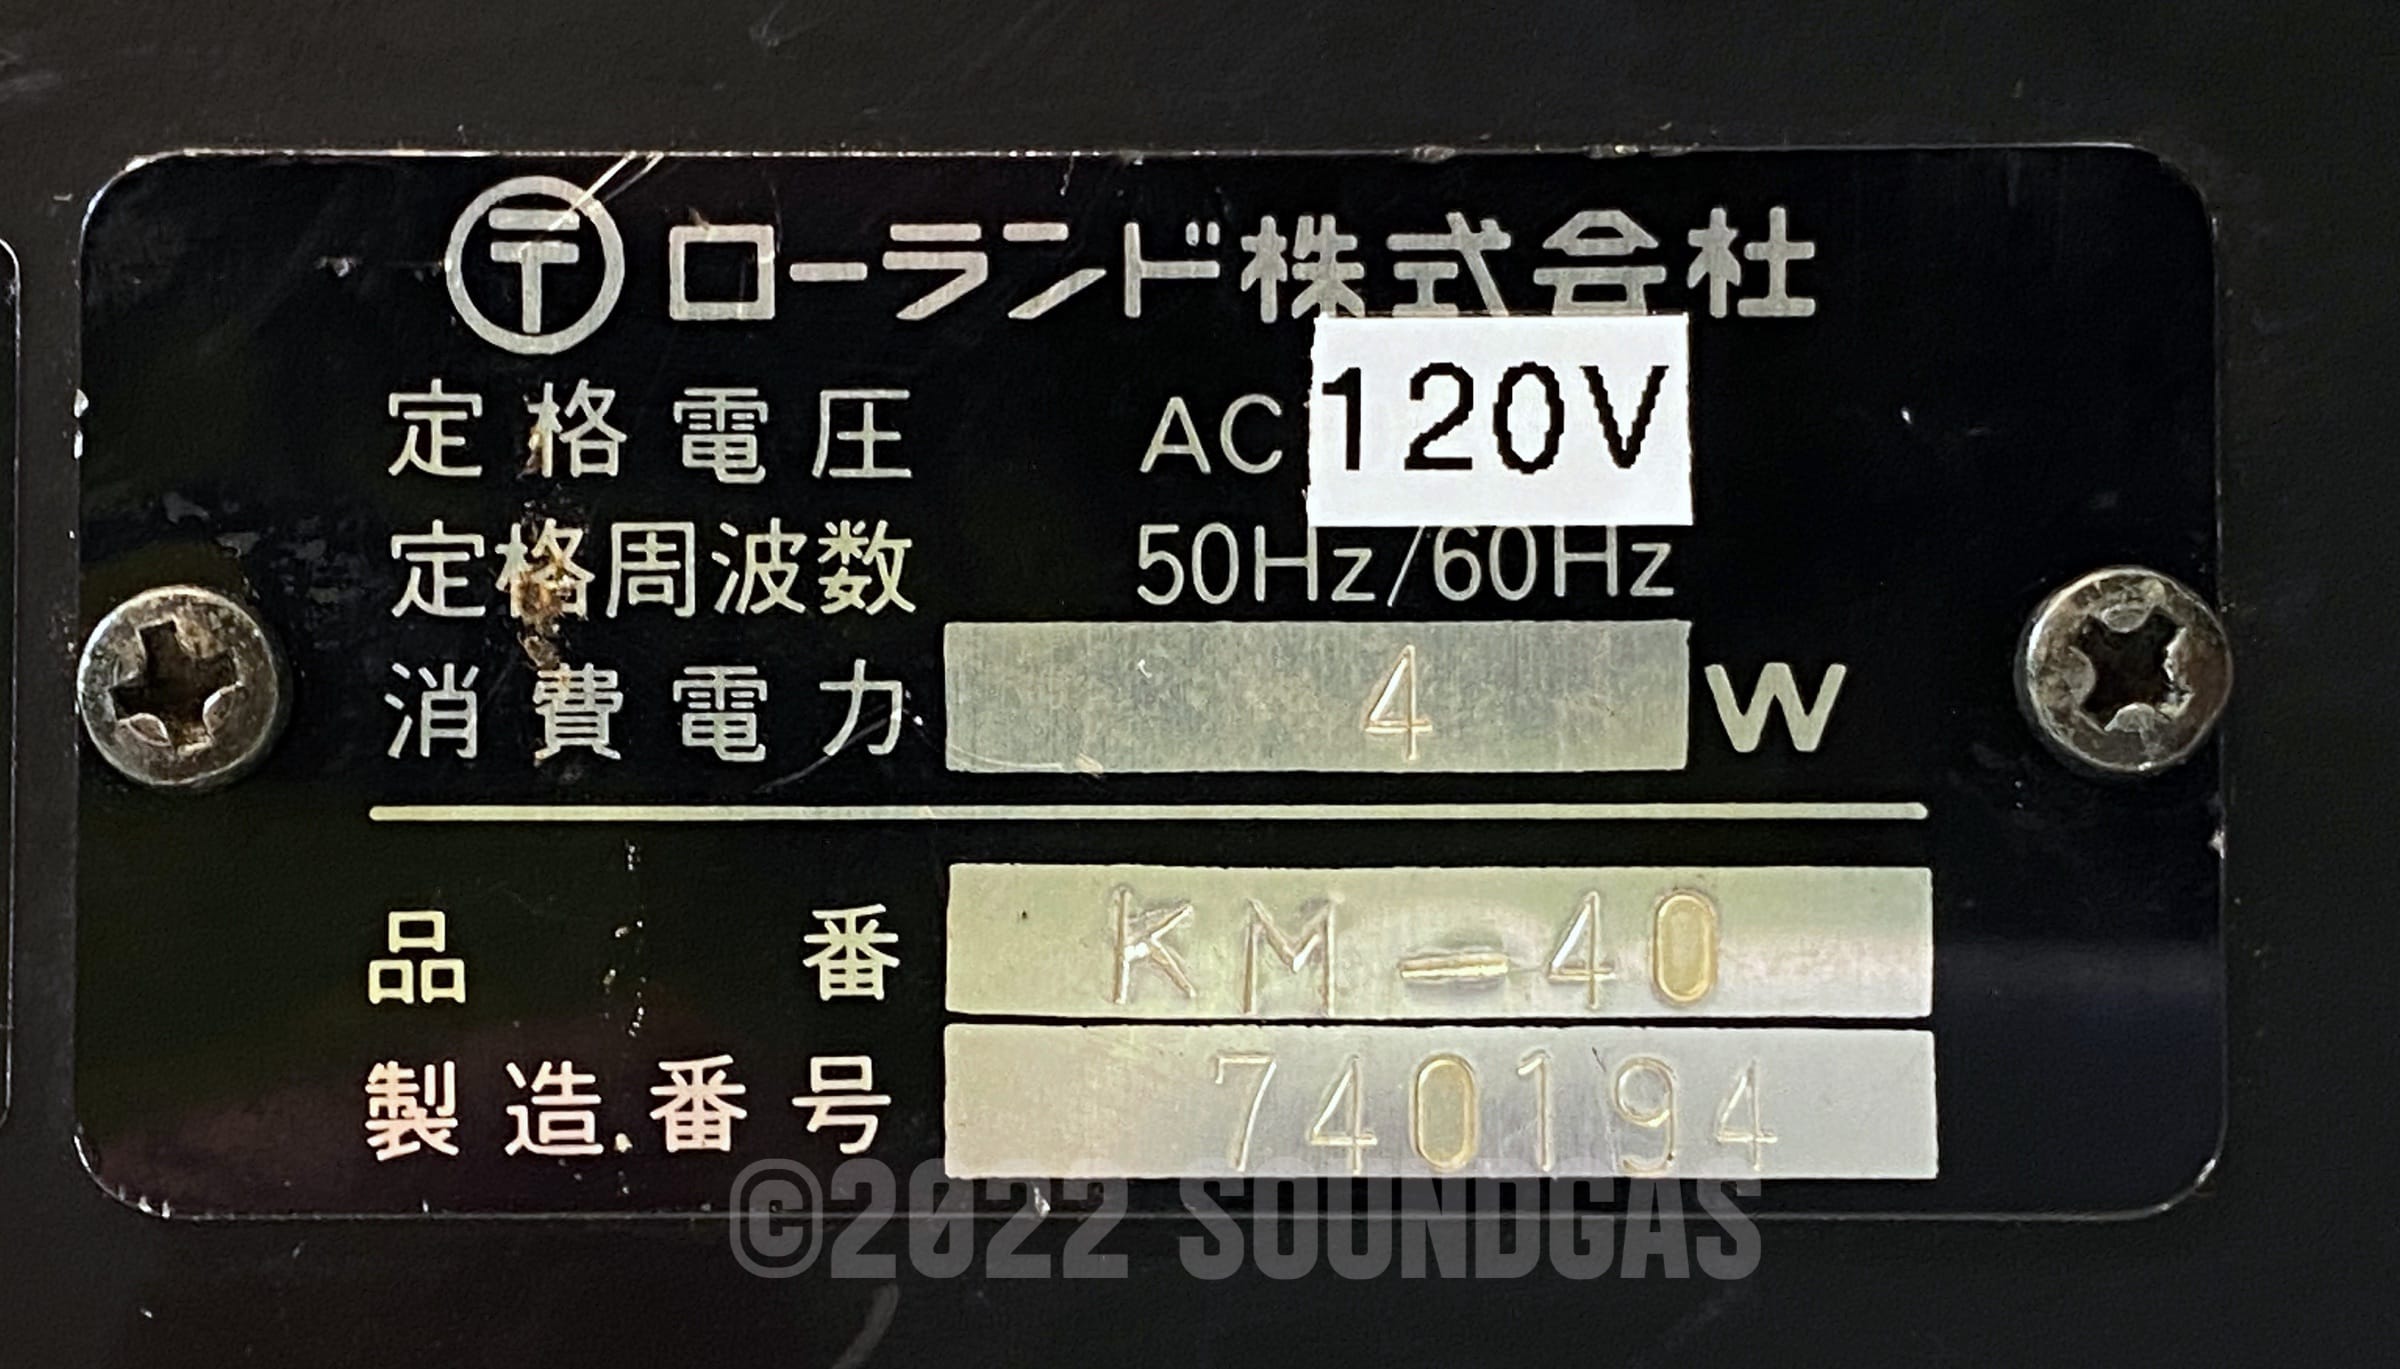 〒 ローランド株式会社
定格電圧 AC 120V
定格周波数 50Hz/60Hz
消費電力 4 W
品番 KM-40
製造番号 740194
©2022 SOUNDGAS